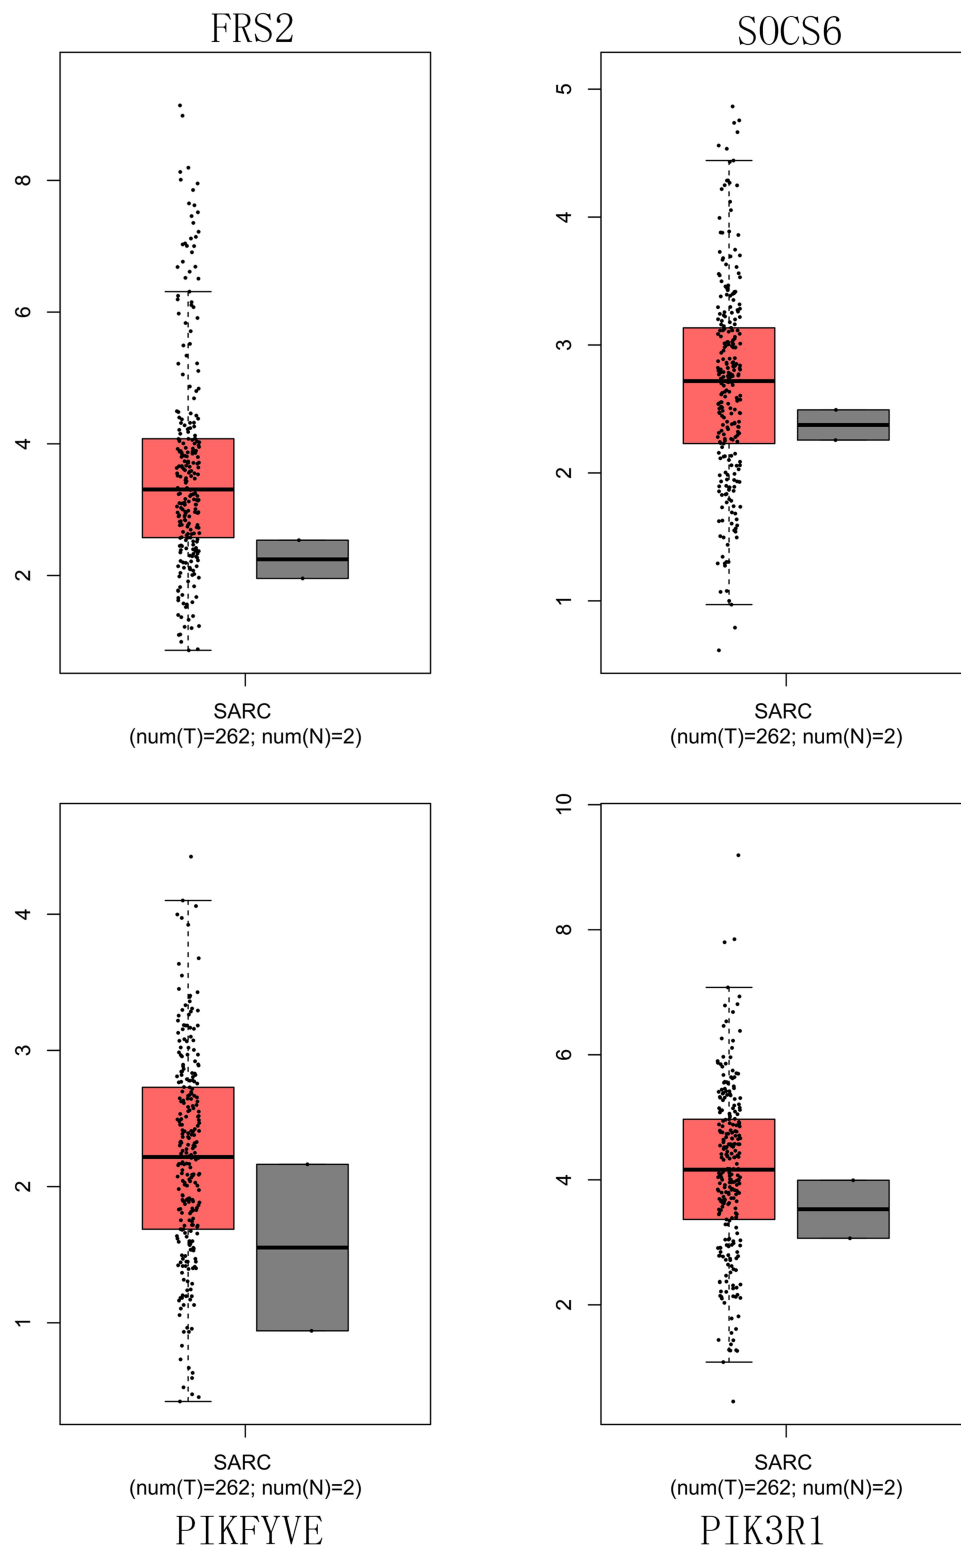 FRS2
8
6
4
2
SARC
(num(T)=262; num(N)=2)
SOCS6
5
4
3
2
1
SARC
(num(T)=262; num(N)=2)
4
3
2
1
SARC
(num(T)=262; num(N)=2)
PIKFYVE
10
8
6
4
2
SARC
(num(T)=262; num(N)=2)
PIK3R1